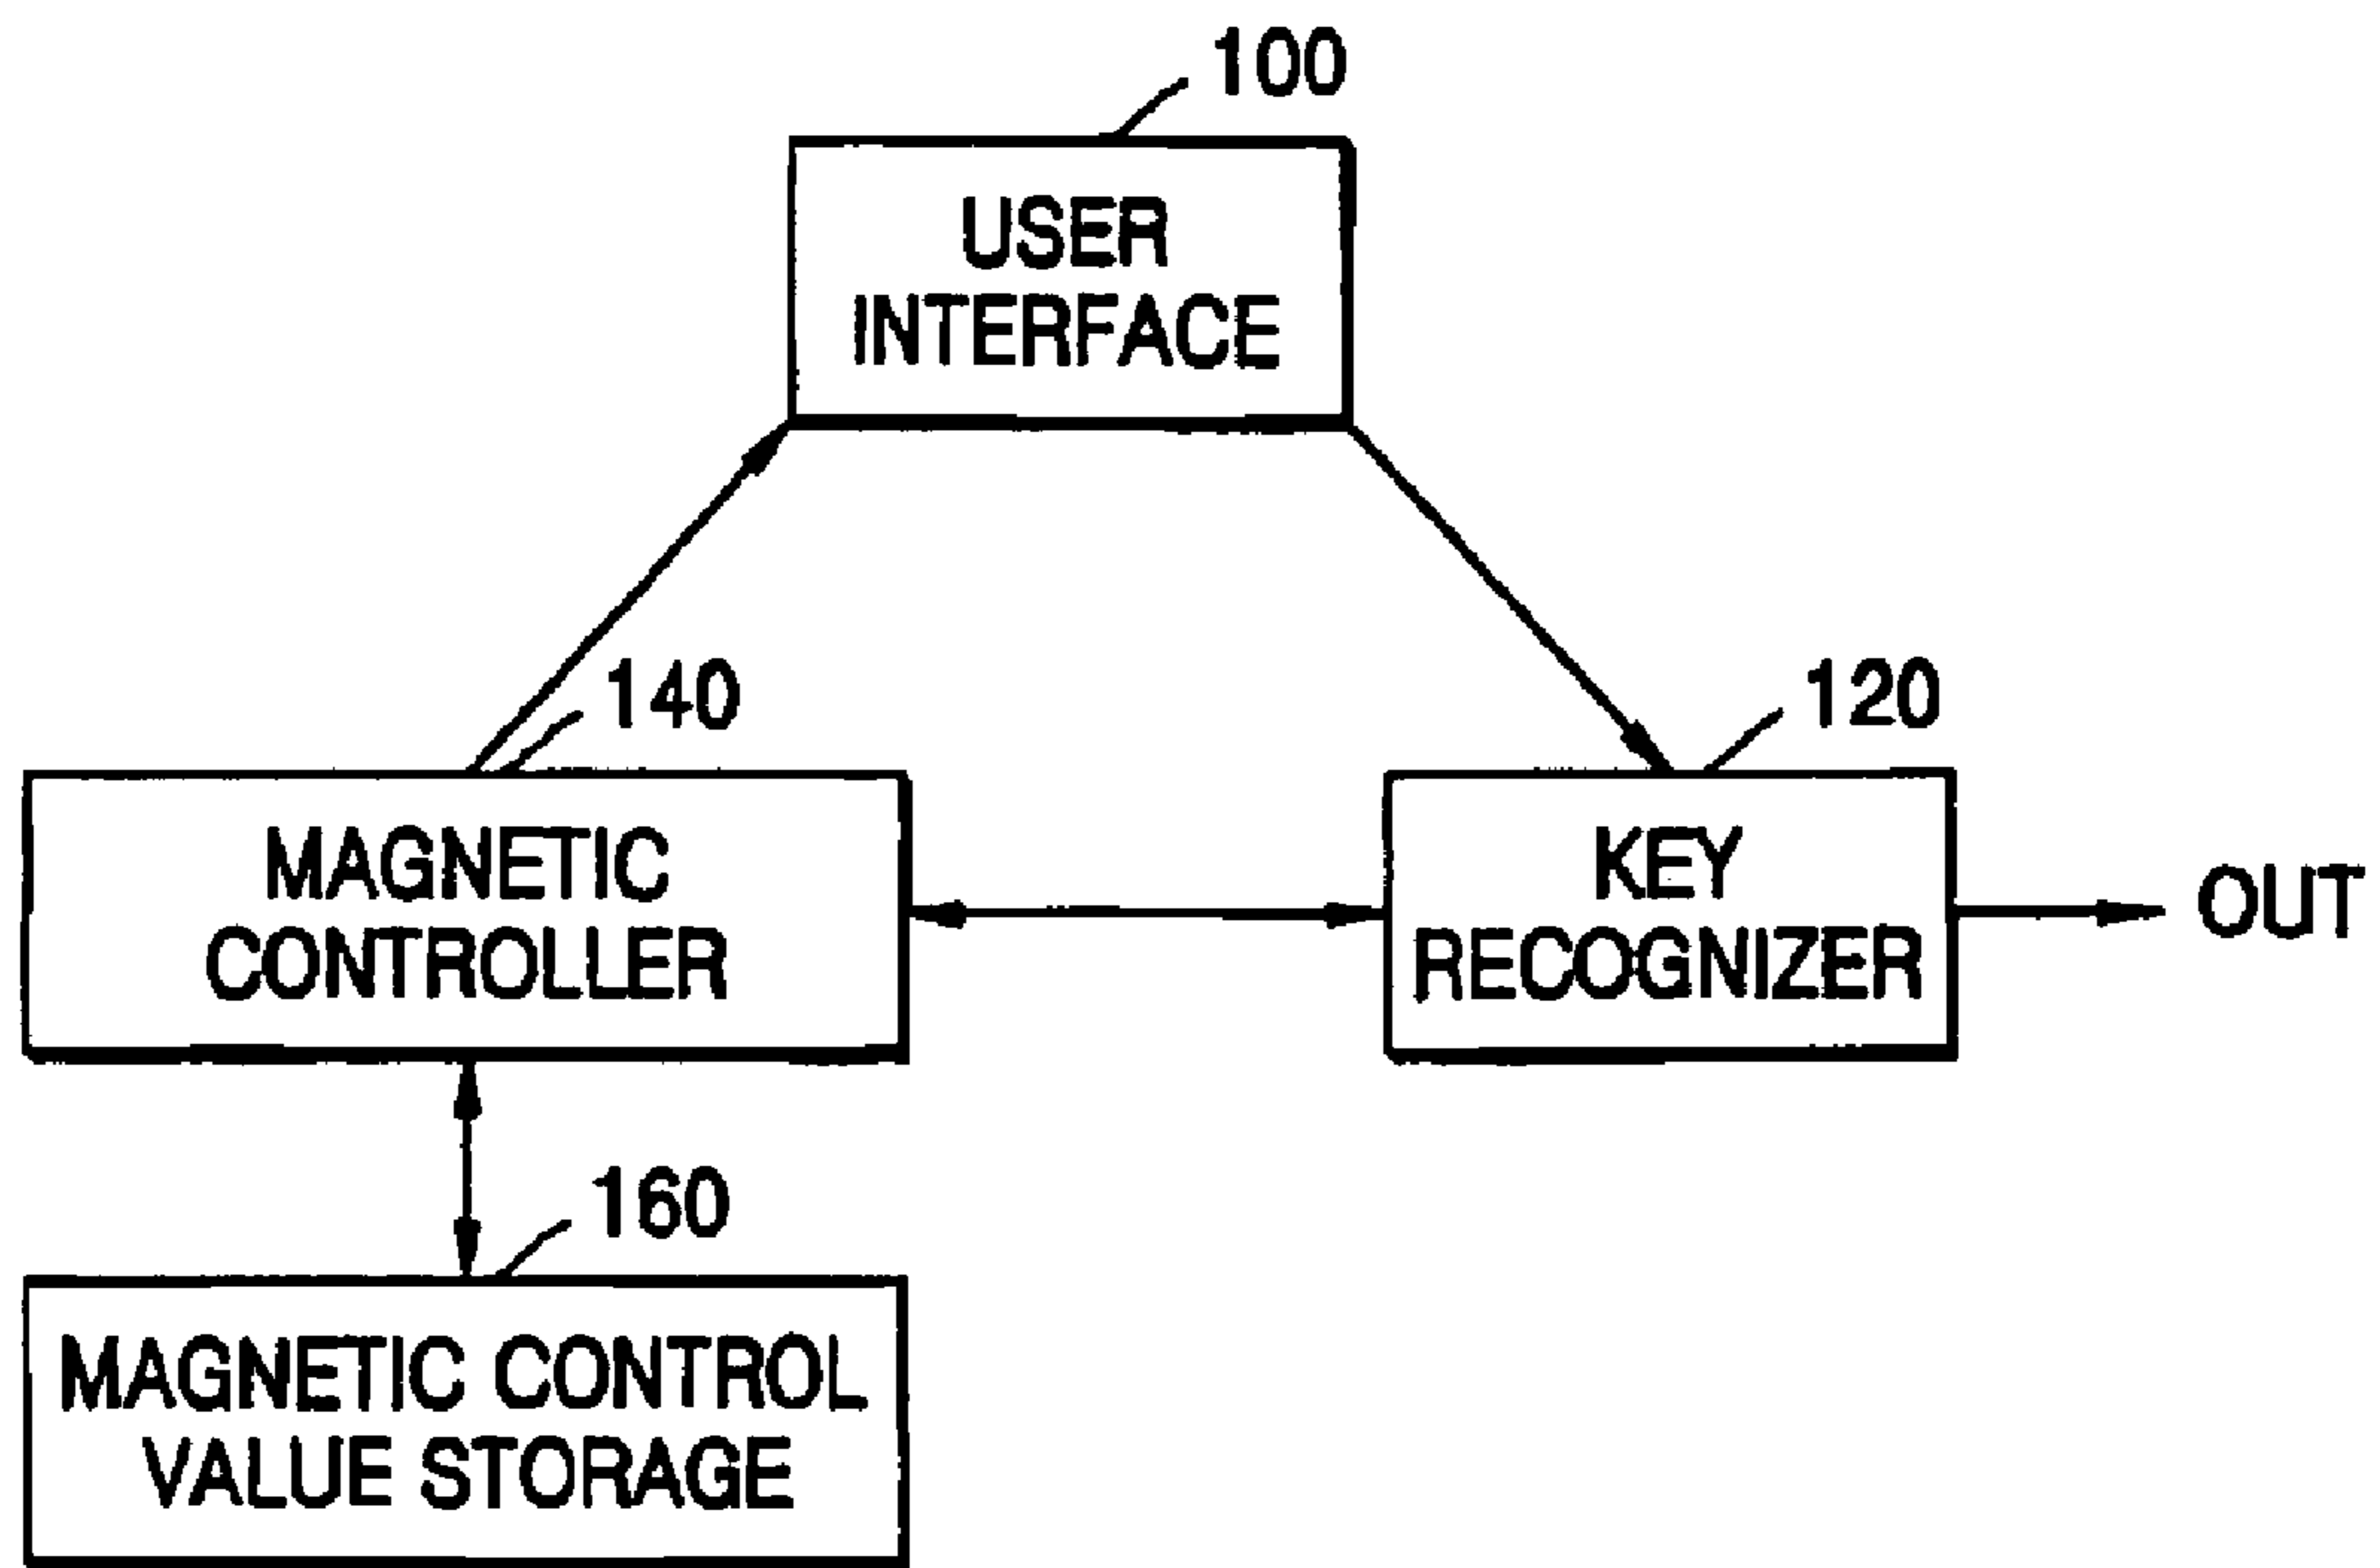 100
USER
INTERFACE
140
120
MAGNETIC
CONTROLLER
KEY
RECOGNIZER
OUT
160
MAGNETIC CONTROL
VALUE STORAGE